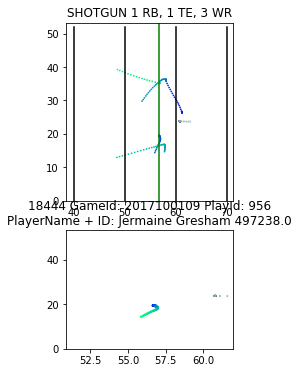 SHOTGUN 1 RB, 1 TE, 3 WR
50
40
30
20
10
0
40 50 60 70
18444 GameId: 2017100109 PlayId: 956
PlayerName + ID: Jermaine Gresham 497238.0
40
20
0
52.5 55.0 57.5 60.0